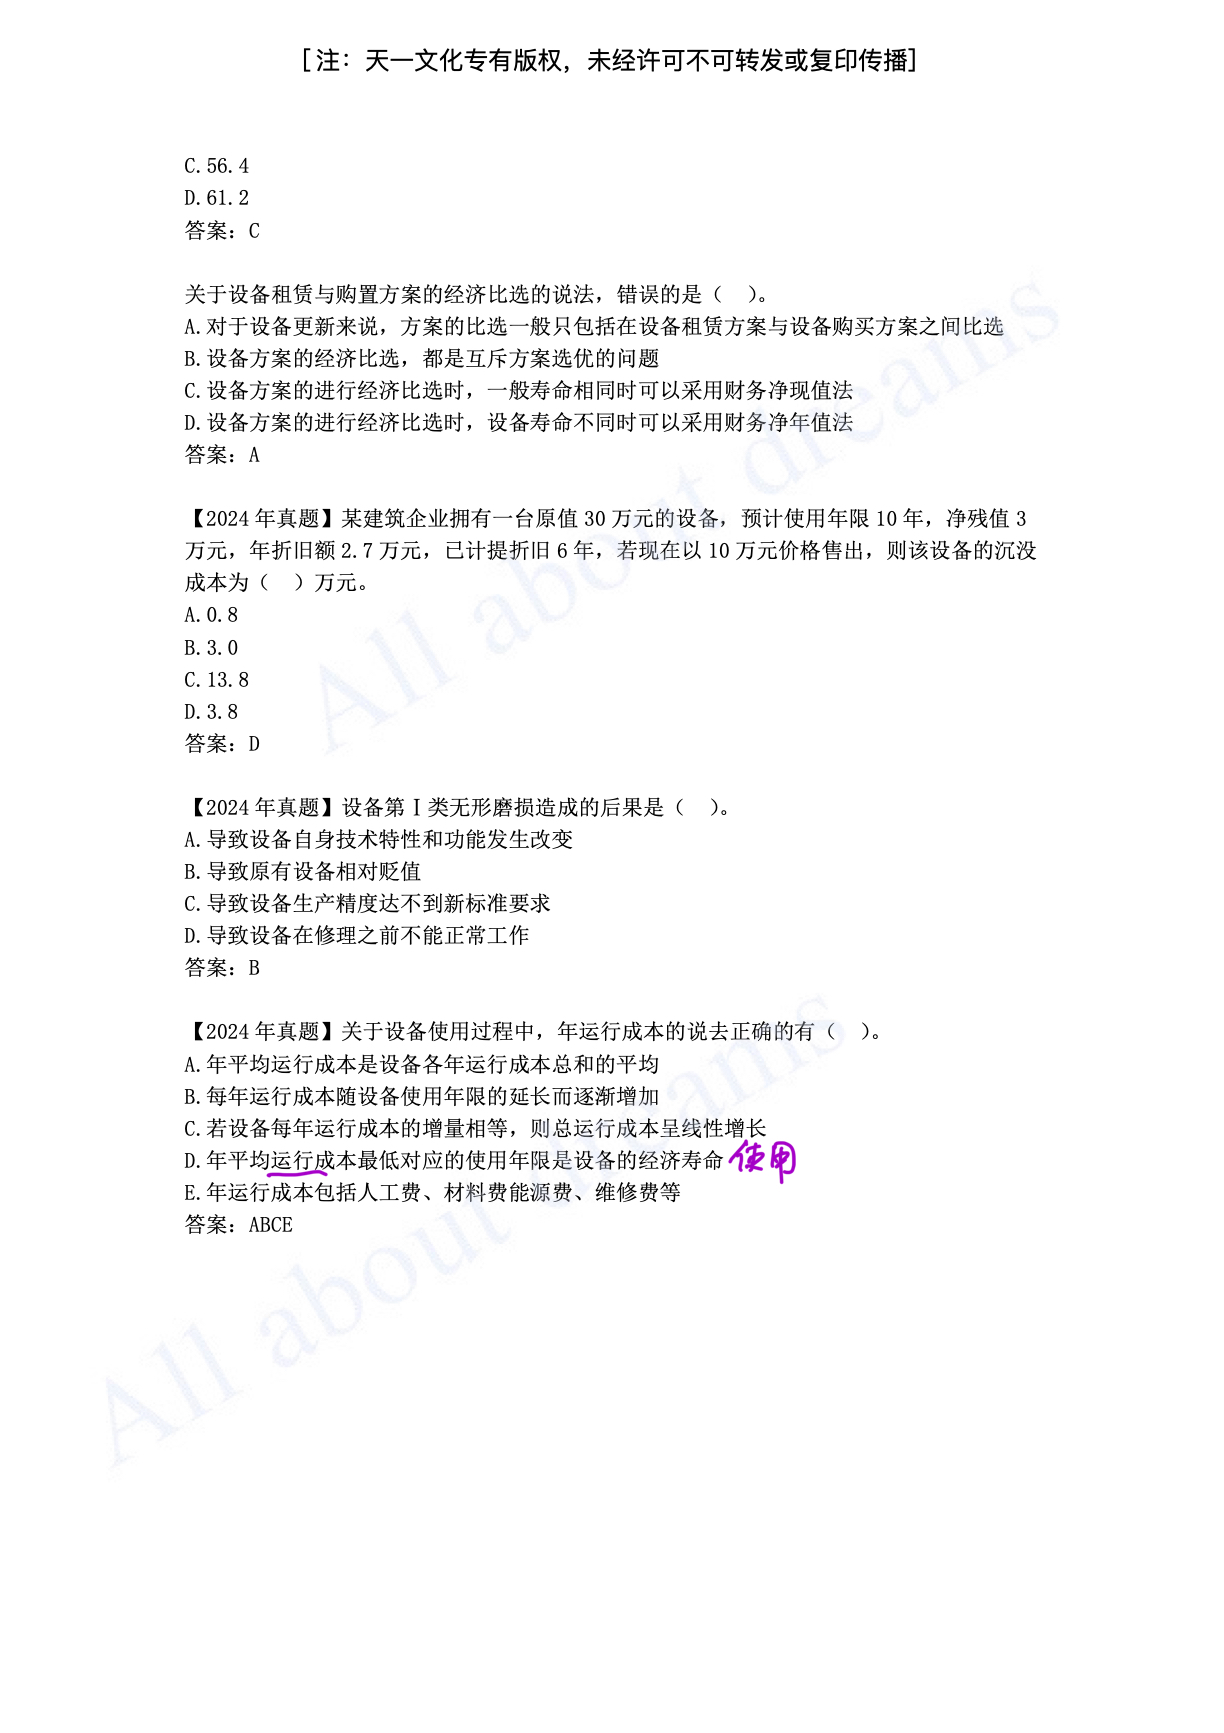 [注：天一文化专有版权，未经许可不可转发或复印传播]
C.56.4
D.61.2
答案：C
关于设备租赁与购置方案的经济比选的说法，错误的是（ ）。
A.对于设备更新来说，方案的比选一般只包括在设备租赁方案与设备购买方案之间比选
B.设备方案的经济比选，都是互斥方案选优的问题
C.设备方案的进行经济比选时，一般寿命相同时可以采用财务净现值法
D.设备方案的进行经济比选时，设备寿命不同时可以采用财务净年值法
答案：A
【2024年真题】某建筑企业拥有一台原值30万元的设备，预计使用年限10年，净残值3
万元，年折旧额2.7万元，已计提折旧6年，若现在以10万元价格售出，则该设备的沉没
成本为（ ）万元。
A.0.8
B.3.0
C.13.8
D.3.8
答案：D
【2024年真题】设备第Ⅰ类无形磨损造成的后果是（ ）。
A.导致设备自身技术特性和功能发生改变
B.导致原有设备相对贬值
C.导致设备生产精度达不到新标准要求
D.导致设备在修理之前不能正常工作
答案：B
【2024年真题】关于设备使用过程中，年运行成本的说去正确的有（ ）。
A.年平均运行成本是设备各年运行成本总和的平均
B.每年运行成本随设备使用年限的延长而逐渐增加
C.若设备每年运行成本的增量相等，则总运行成本呈线性增长
D.年平均运行成本最低对应的使用年限是设备的经济寿命 使用
E.年运行成本包括人工费、材料费能源费、维修费等
答案：ABCE
All about dreams
All about dreams